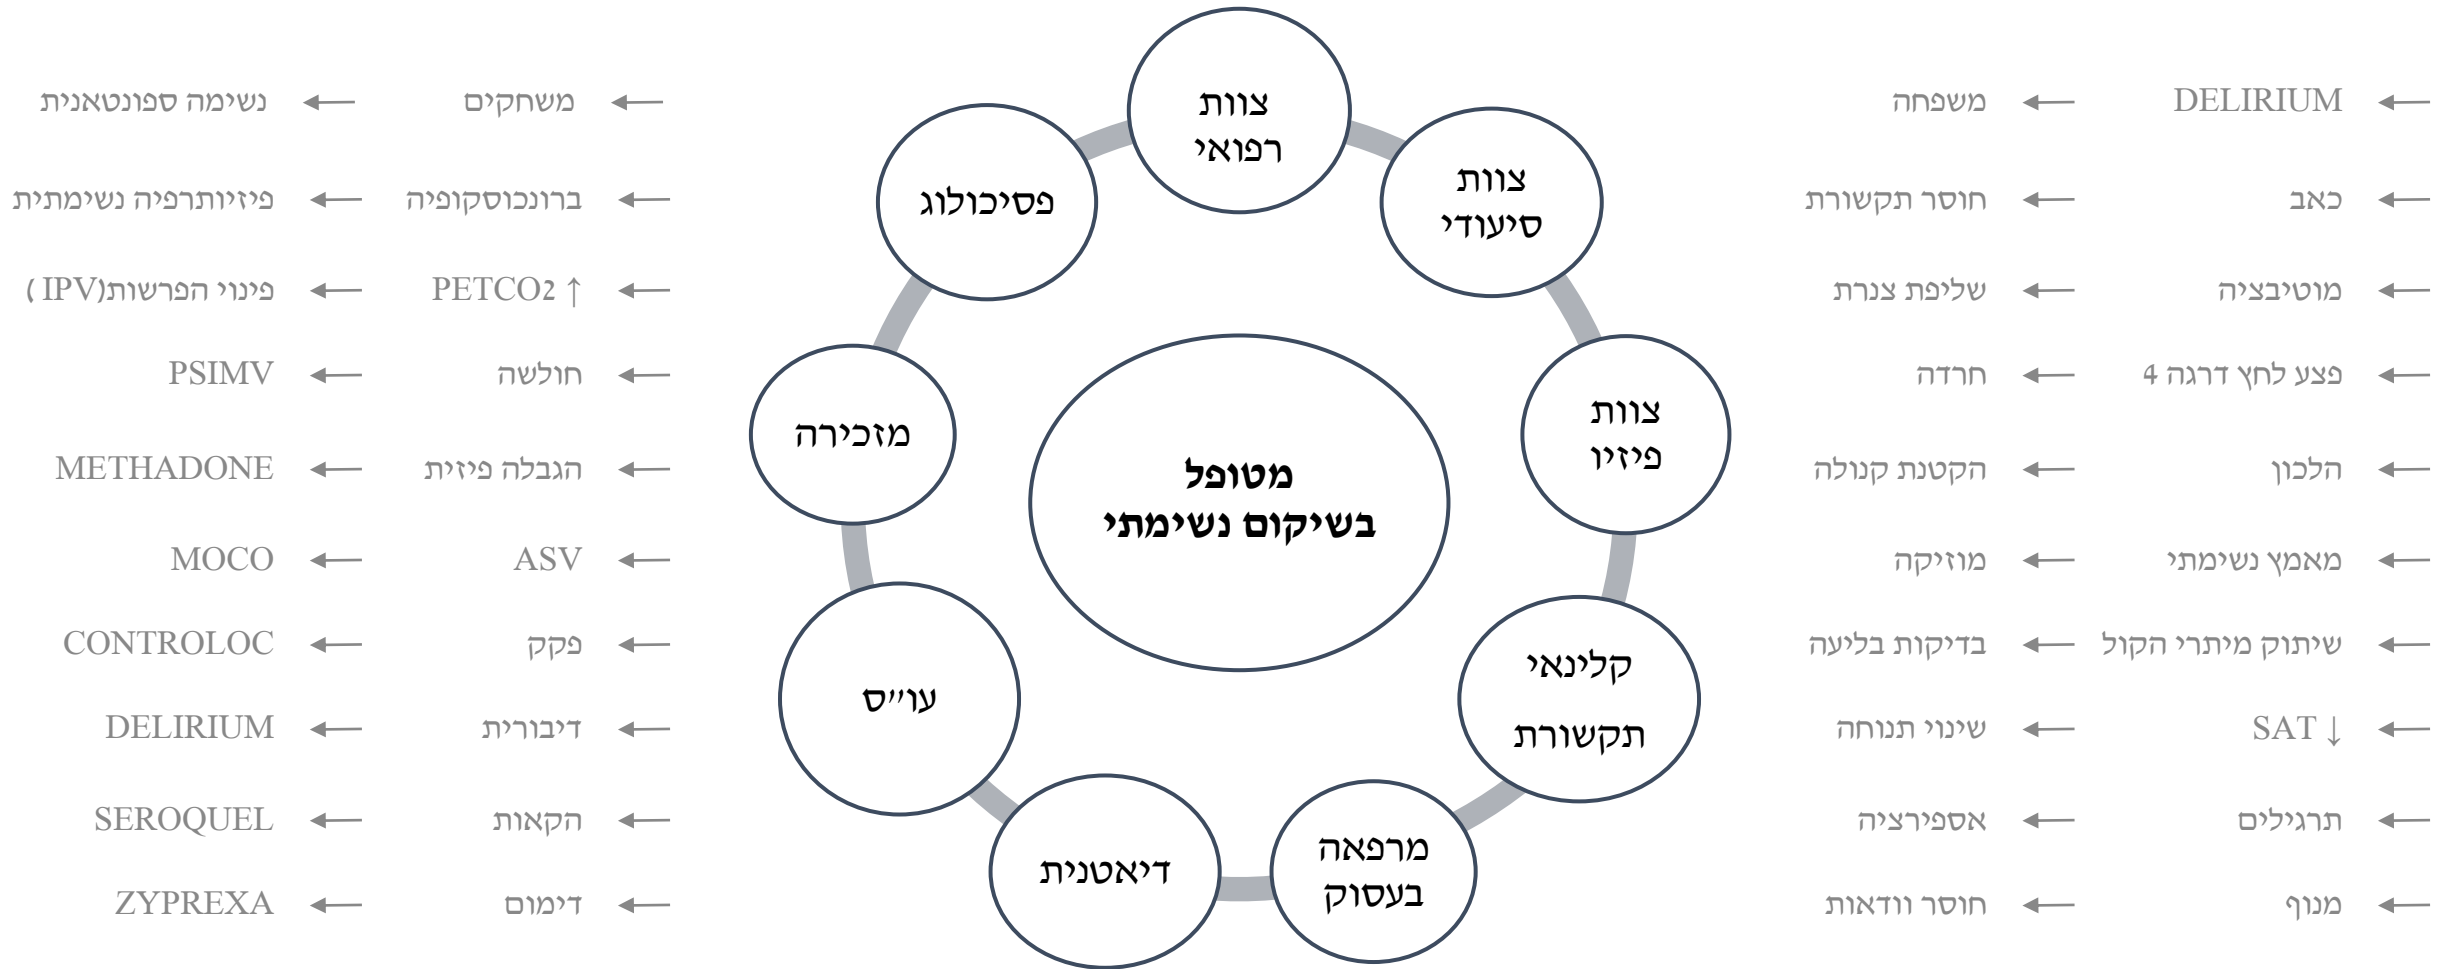 DELIRIUM
כאב
מוטיבציה
פצע לחץ דרגה 4
הלכון
מאמץ נשימתי
שיתוק מיתרי הקול
SAT ↓
תרגילים
מנוף
משפחה
חוסר תקשורת
שליפת צנרת
חרדה
הקטנת קנולה
מוזיקה
בדיקות בליעה
שינוי תנוחה
אספירציה
חוסר וודאות
צוות
רפואי
צוות
סיעודי
צוות
פיזיו
קלינאי
תקשורת
מרפאה
בעסוק
דיאטנית
עו״ס
מזכירה
פסיכולוג
מטופל
בשיקום נשימתי
משחקים
ברונכוסקופיה
PETCO2 ↑
חולשה
הגבלה פיזית
ASV
פקק
דיבורית
הקאות
דימום
נשימה ספונטאנית
פיזיותרפיה נשימתית
פינוי הפרשות(IPV )
PSIMV
METHADONE
MOCO
CONTROLOC
DELIRIUM
SEROQUEL
ZYPREXA